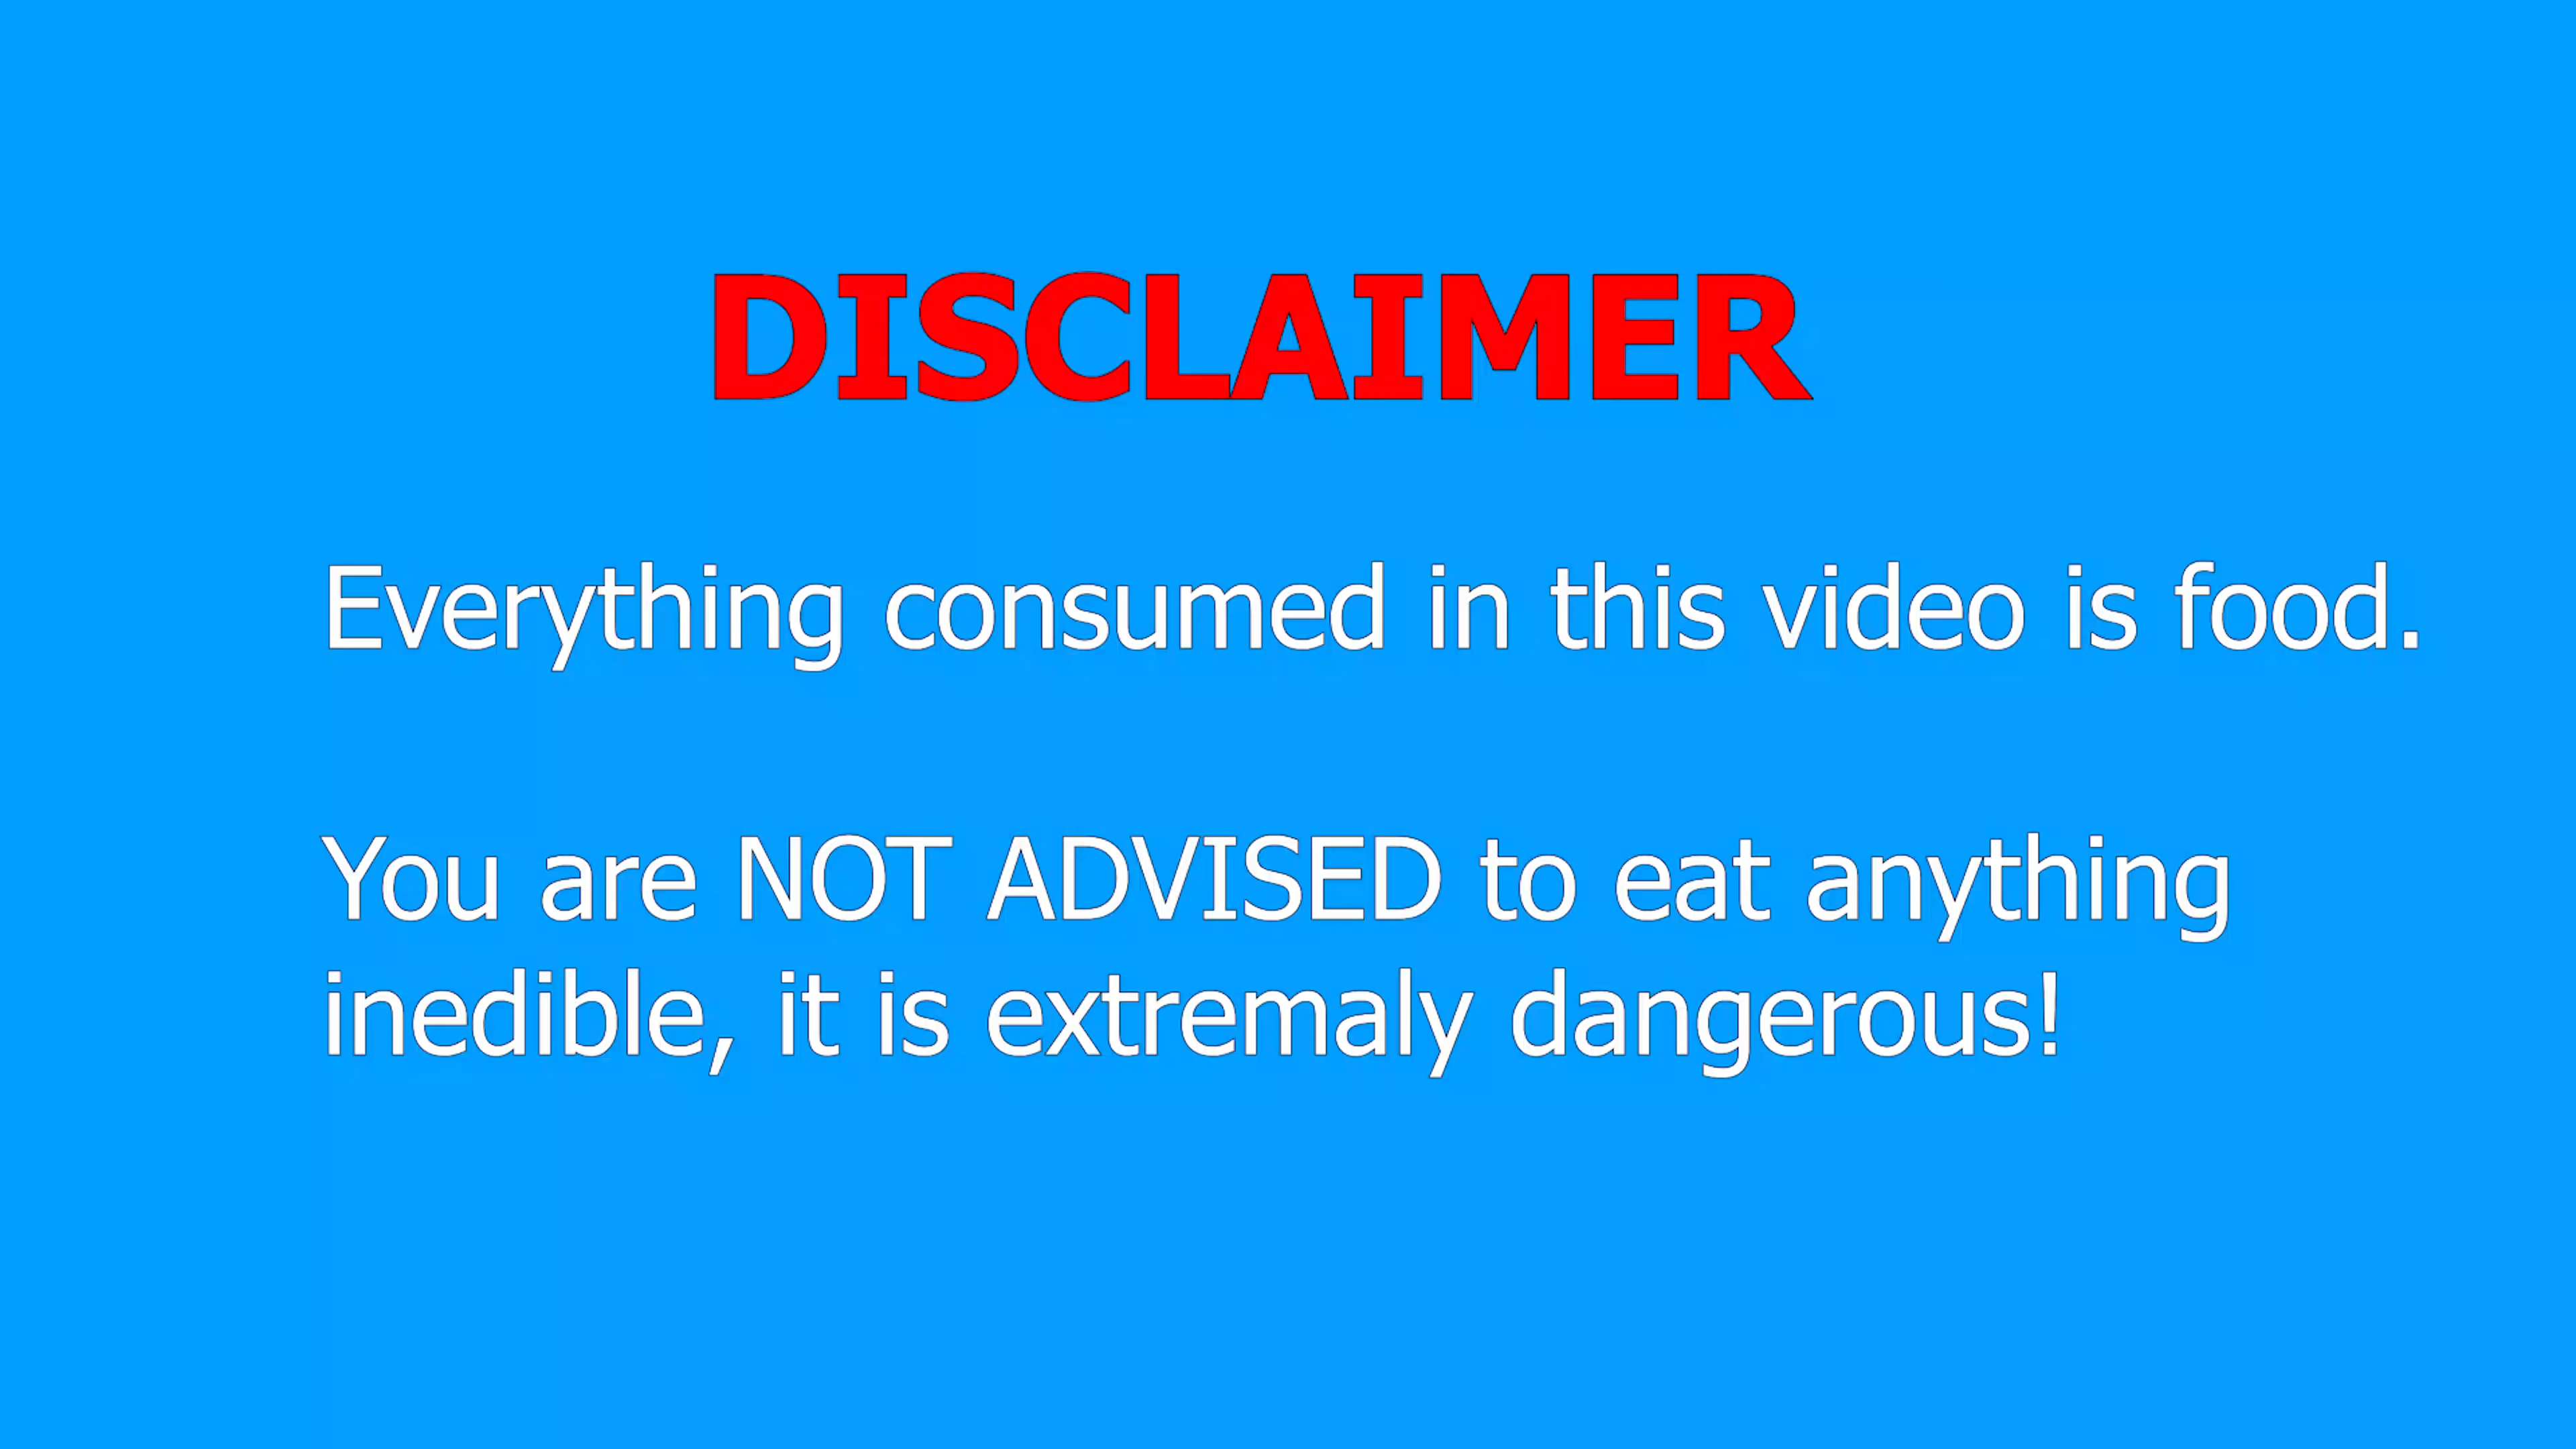 DISCLAIMER
Everything consumed in this video is food.
You are NOT ADVISED to eat anything
inedible, it is extremaly dangerous!